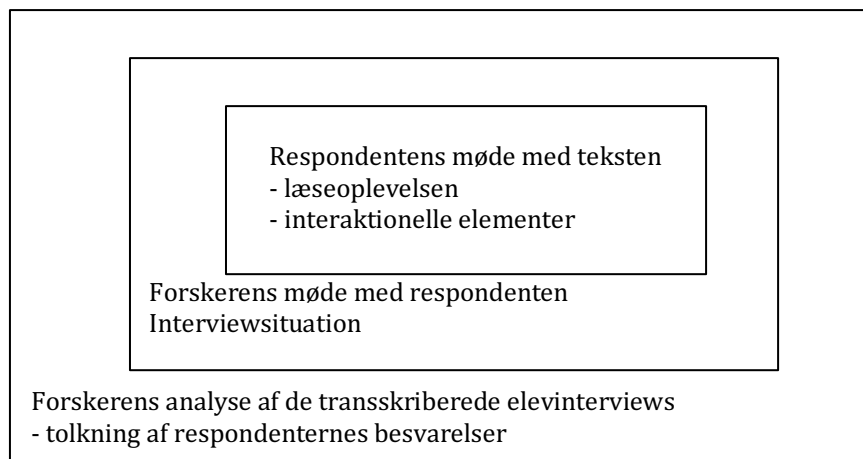 Respondentens møde med teksten
- læseoplevelsen
- interaktionelle elementer
Forskerens møde med respondenten
Interviewsituation
Forskerens analyse af de transskriberede elevinterviews
- tolkning af respondenternes besvarelser